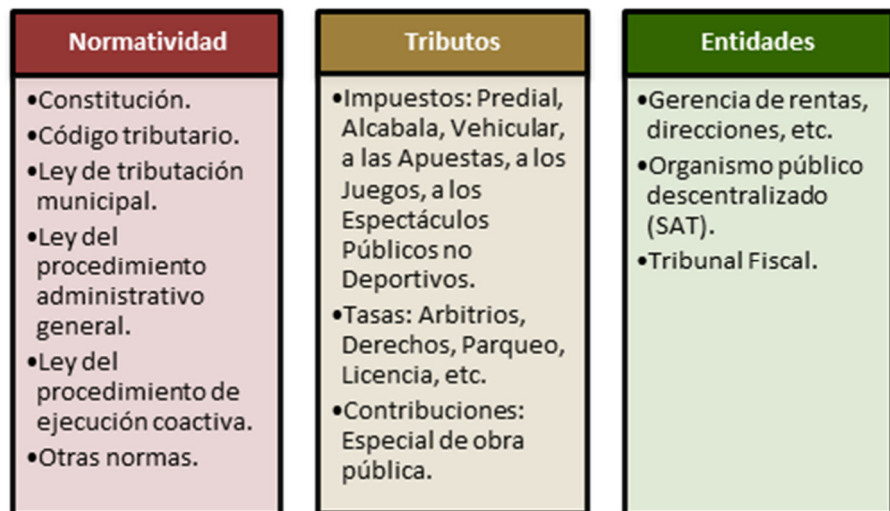 Normatividad
•Constitución.
•Código tributario.
•Ley de tributación
municipal.
•Ley del
procedimiento
administrativo
general.
•Ley del
procedimiento de
ejecución coactiva.
•Otras normas.
Tributos
•Impuestos: Predial,
Alcabala, Vehicular,
a las Apuestas, a los
Juegos, a los
Espectáculos
Públicos no
Deportivos.
•Tasas: Arbitrios,
Derechos, Parqueo,
Licencia, etc.
•Contribuciones:
Especial de obra
pública.
Entidades
•Gerencia de rentas,
direcciones, etc.
•Organismo público
descentralizado
(SAT).
•Tribunal Fiscal.